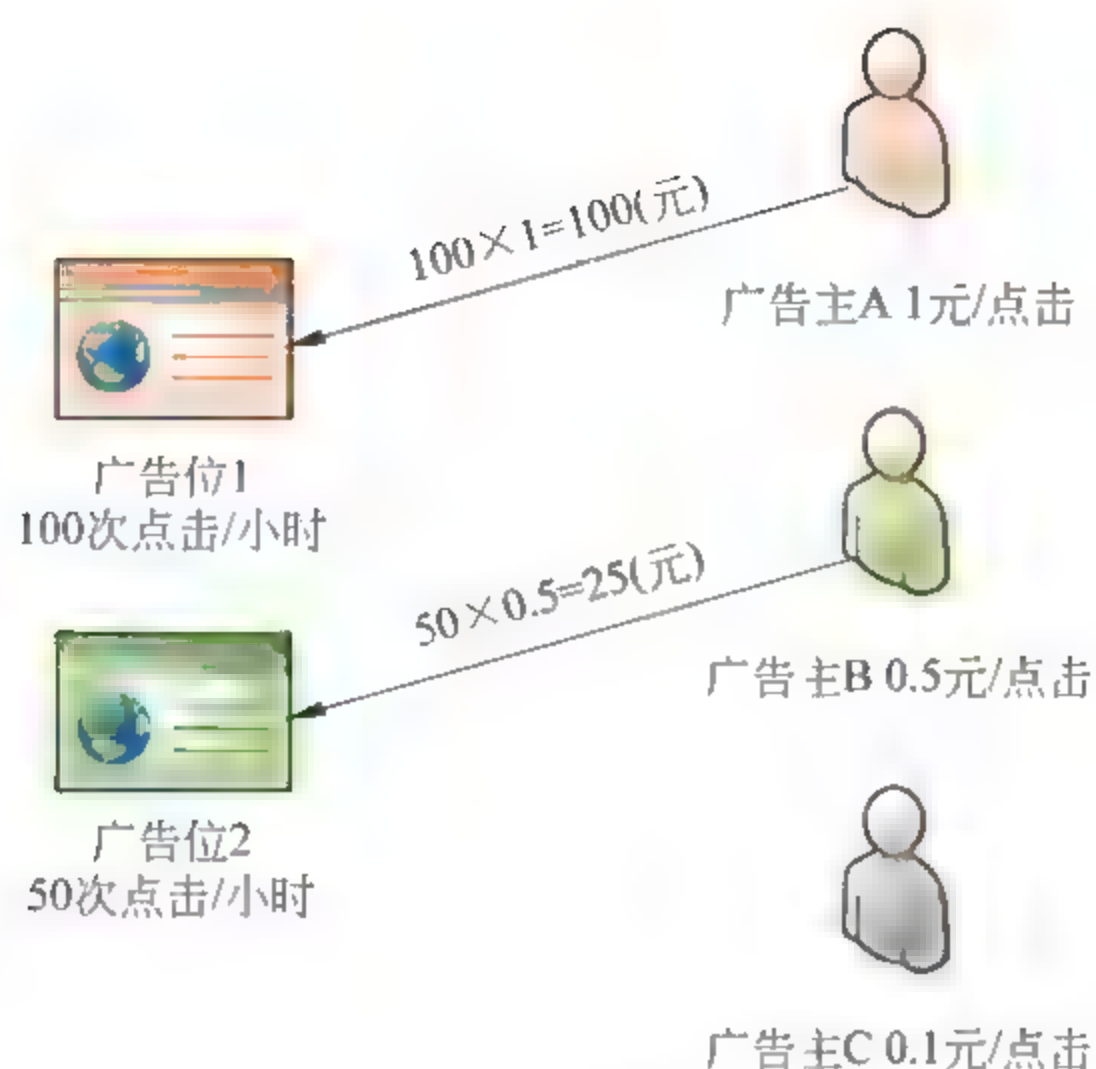 100×1=100(元)
广告主A 1元/点击
广告位1
100次点击/小时
50×0.5=25(元)
广告主B 0.5元/点击
广告位2
50次点击/小时
广告主C 0.1元/点击